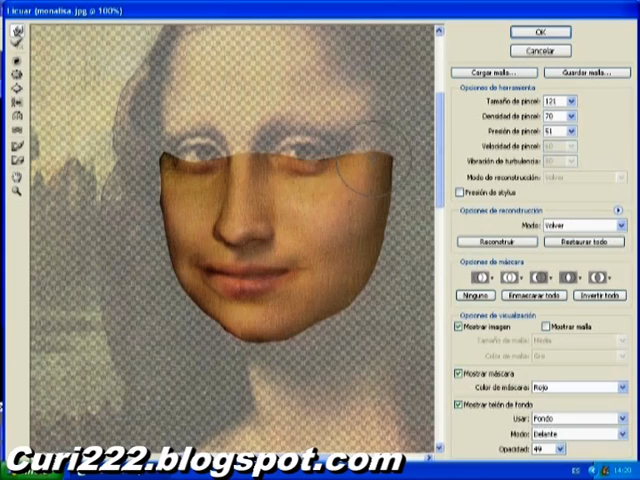 Licuar (monalisa.jpg @ 100%)
OK
Cancelar
Cargar malla...
Guardar malla...
Opciones de herramienta
Tamaño de pincel: 121
Densidad de pincel: 70
Presión de pincel: 51
Velocidad de pincel:
Vibración de turbulencia:
Modo de reconstrucción: Volver
Presión de stylus
Opciones de reconstrucción
Modo: Volver
Reconstruir
Restaurar todo
Opciones de máscara
Ninguno
Enmascarar todo
Invertir todo
Opciones de visualización
Mostrar imagen
Mostrar malla
Tamaño de malla: Media
Color de malla: Gris
Mostrar máscara
Color de máscara: Rojo
Mostrar telón de fondo
Usar: Fondo
Modo: Delante
Opacidad: 49
Curi222.blogspot.com
ES
14:20